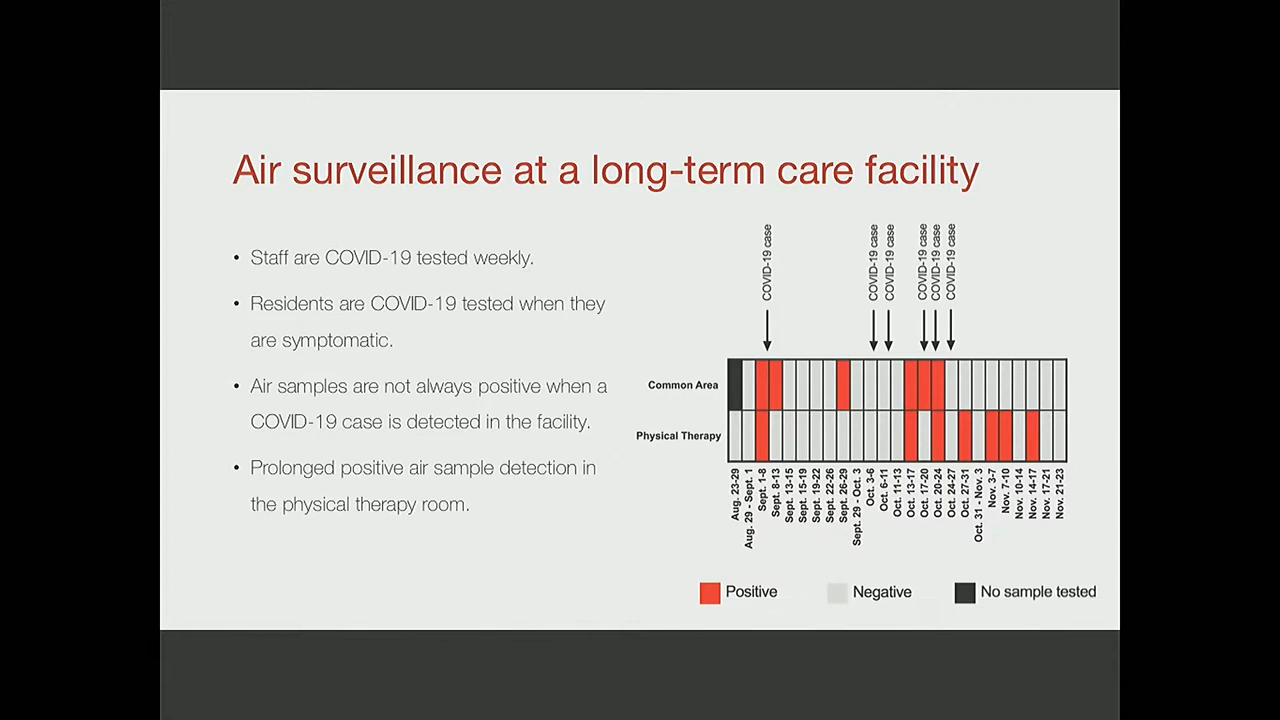 Air surveillance at a long-term care facility
• Staff are COVID-19 tested weekly.
• Residents are COVID-19 tested when they
are symptomatic.
• Air samples are not always positive when a
COVID-19 case is detected in the facility.
• Prolonged positive air sample detection in
the physical therapy room.
COVID-19 case
COVID-19 case
COVID-19 case
COVID-19 case
COVID-19 case
COVID-19 case
Common Area
Physical Therapy
Aug. 23-29
Aug. 29 - Sept. 1
Sept. 1-8
Sept. 8-13
Sept. 13-15
Sept. 15-19
Sept. 19-22
Sept. 22-26
Sept. 26-29
Sept. 29 - Oct. 3
Oct. 3-6
Oct. 6-11
Oct. 11-13
Oct. 13-17
Oct. 17-20
Oct. 20-24
Oct. 24-27
Oct. 27-31
Oct. 31 - Nov. 3
Nov. 3-7
Nov. 7-10
Nov. 10-14
Nov. 14-17
Nov. 17-21
Nov. 21-23
Positive
Negative
No sample tested